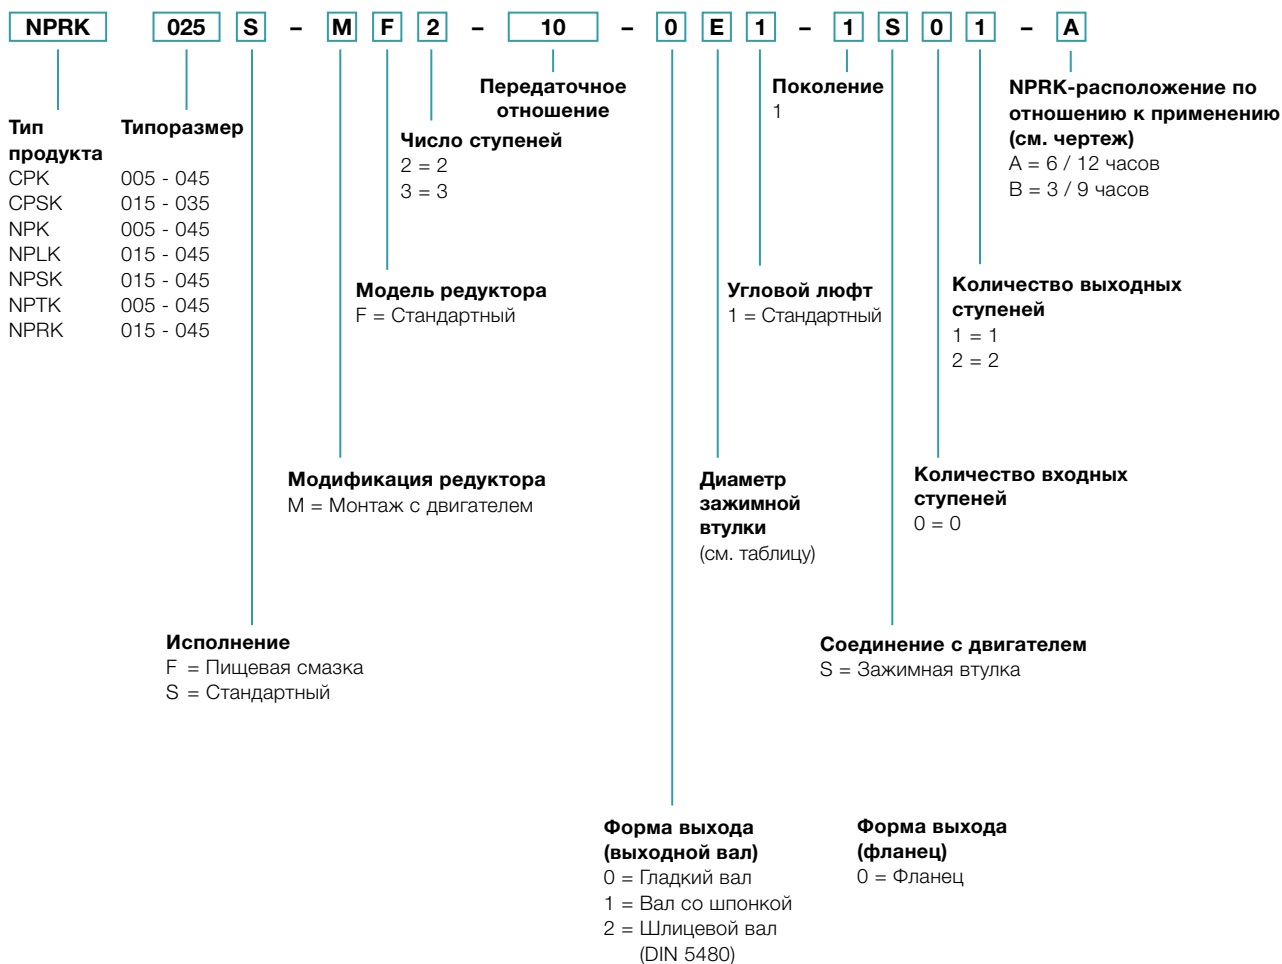 NPRK 025 S – M F 2 – 10 – 0 E 1 – 1 S 0 1 – A
Тип
продукта
CPK
CPSK
NPK
NPLK
NPSK
NPTK
NPRK
Типоразмер
005 - 045
015 - 035
005 - 045
015 - 045
015 - 045
005 - 045
015 - 045
Передаточное
отношение
Число ступеней
2 = 2
3 = 3
Поколение
1
NPRK-расположение по
отношению к применению
(см. чертеж)
A = 6 / 12 часов
B = 3 / 9 часов
Модель редуктора
F = Стандартный
Угловой люфт
1 = Стандартный
Количество выходных
ступеней
1 = 1
2 = 2
Модификация редуктора
M = Монтаж с двигателем
Диаметр
зажимной
втулки
(см. таблицу)
Количество входных
ступеней
0 = 0
Исполнение
F = Пищевая смазка
S = Стандартный
Соединение с двигателем
S = Зажимная втулка
Форма выхода
(выходной вал)
0 = Гладкий вал
1 = Вал со шпонкой
2 = Шлицевой вал
(DIN 5480)
Форма выхода
(фланец)
0 = Фланец